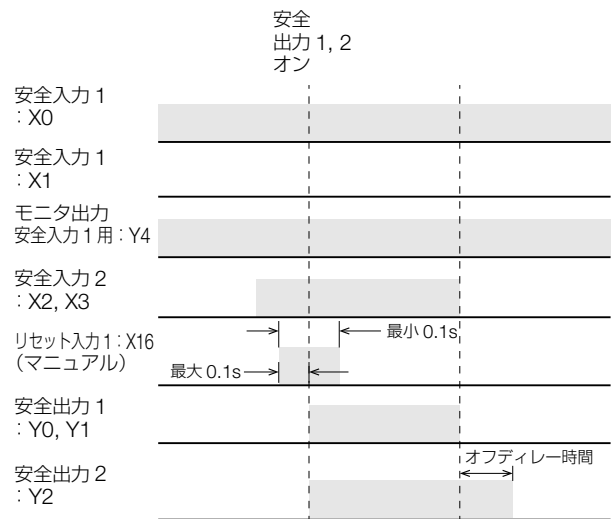 安全
出力 1, 2
オン
安全入力 1
: X0
安全入力 1
: X1
モニタ出力
安全入力 1 用 : Y4
安全入力 2
: X2, X3
最小 0.1s
リセット入力 1 : X16
(マニュアル)
最大 0.1s
安全出力 1
: Y0, Y1
オフディレー時間
安全出力 2
: Y2